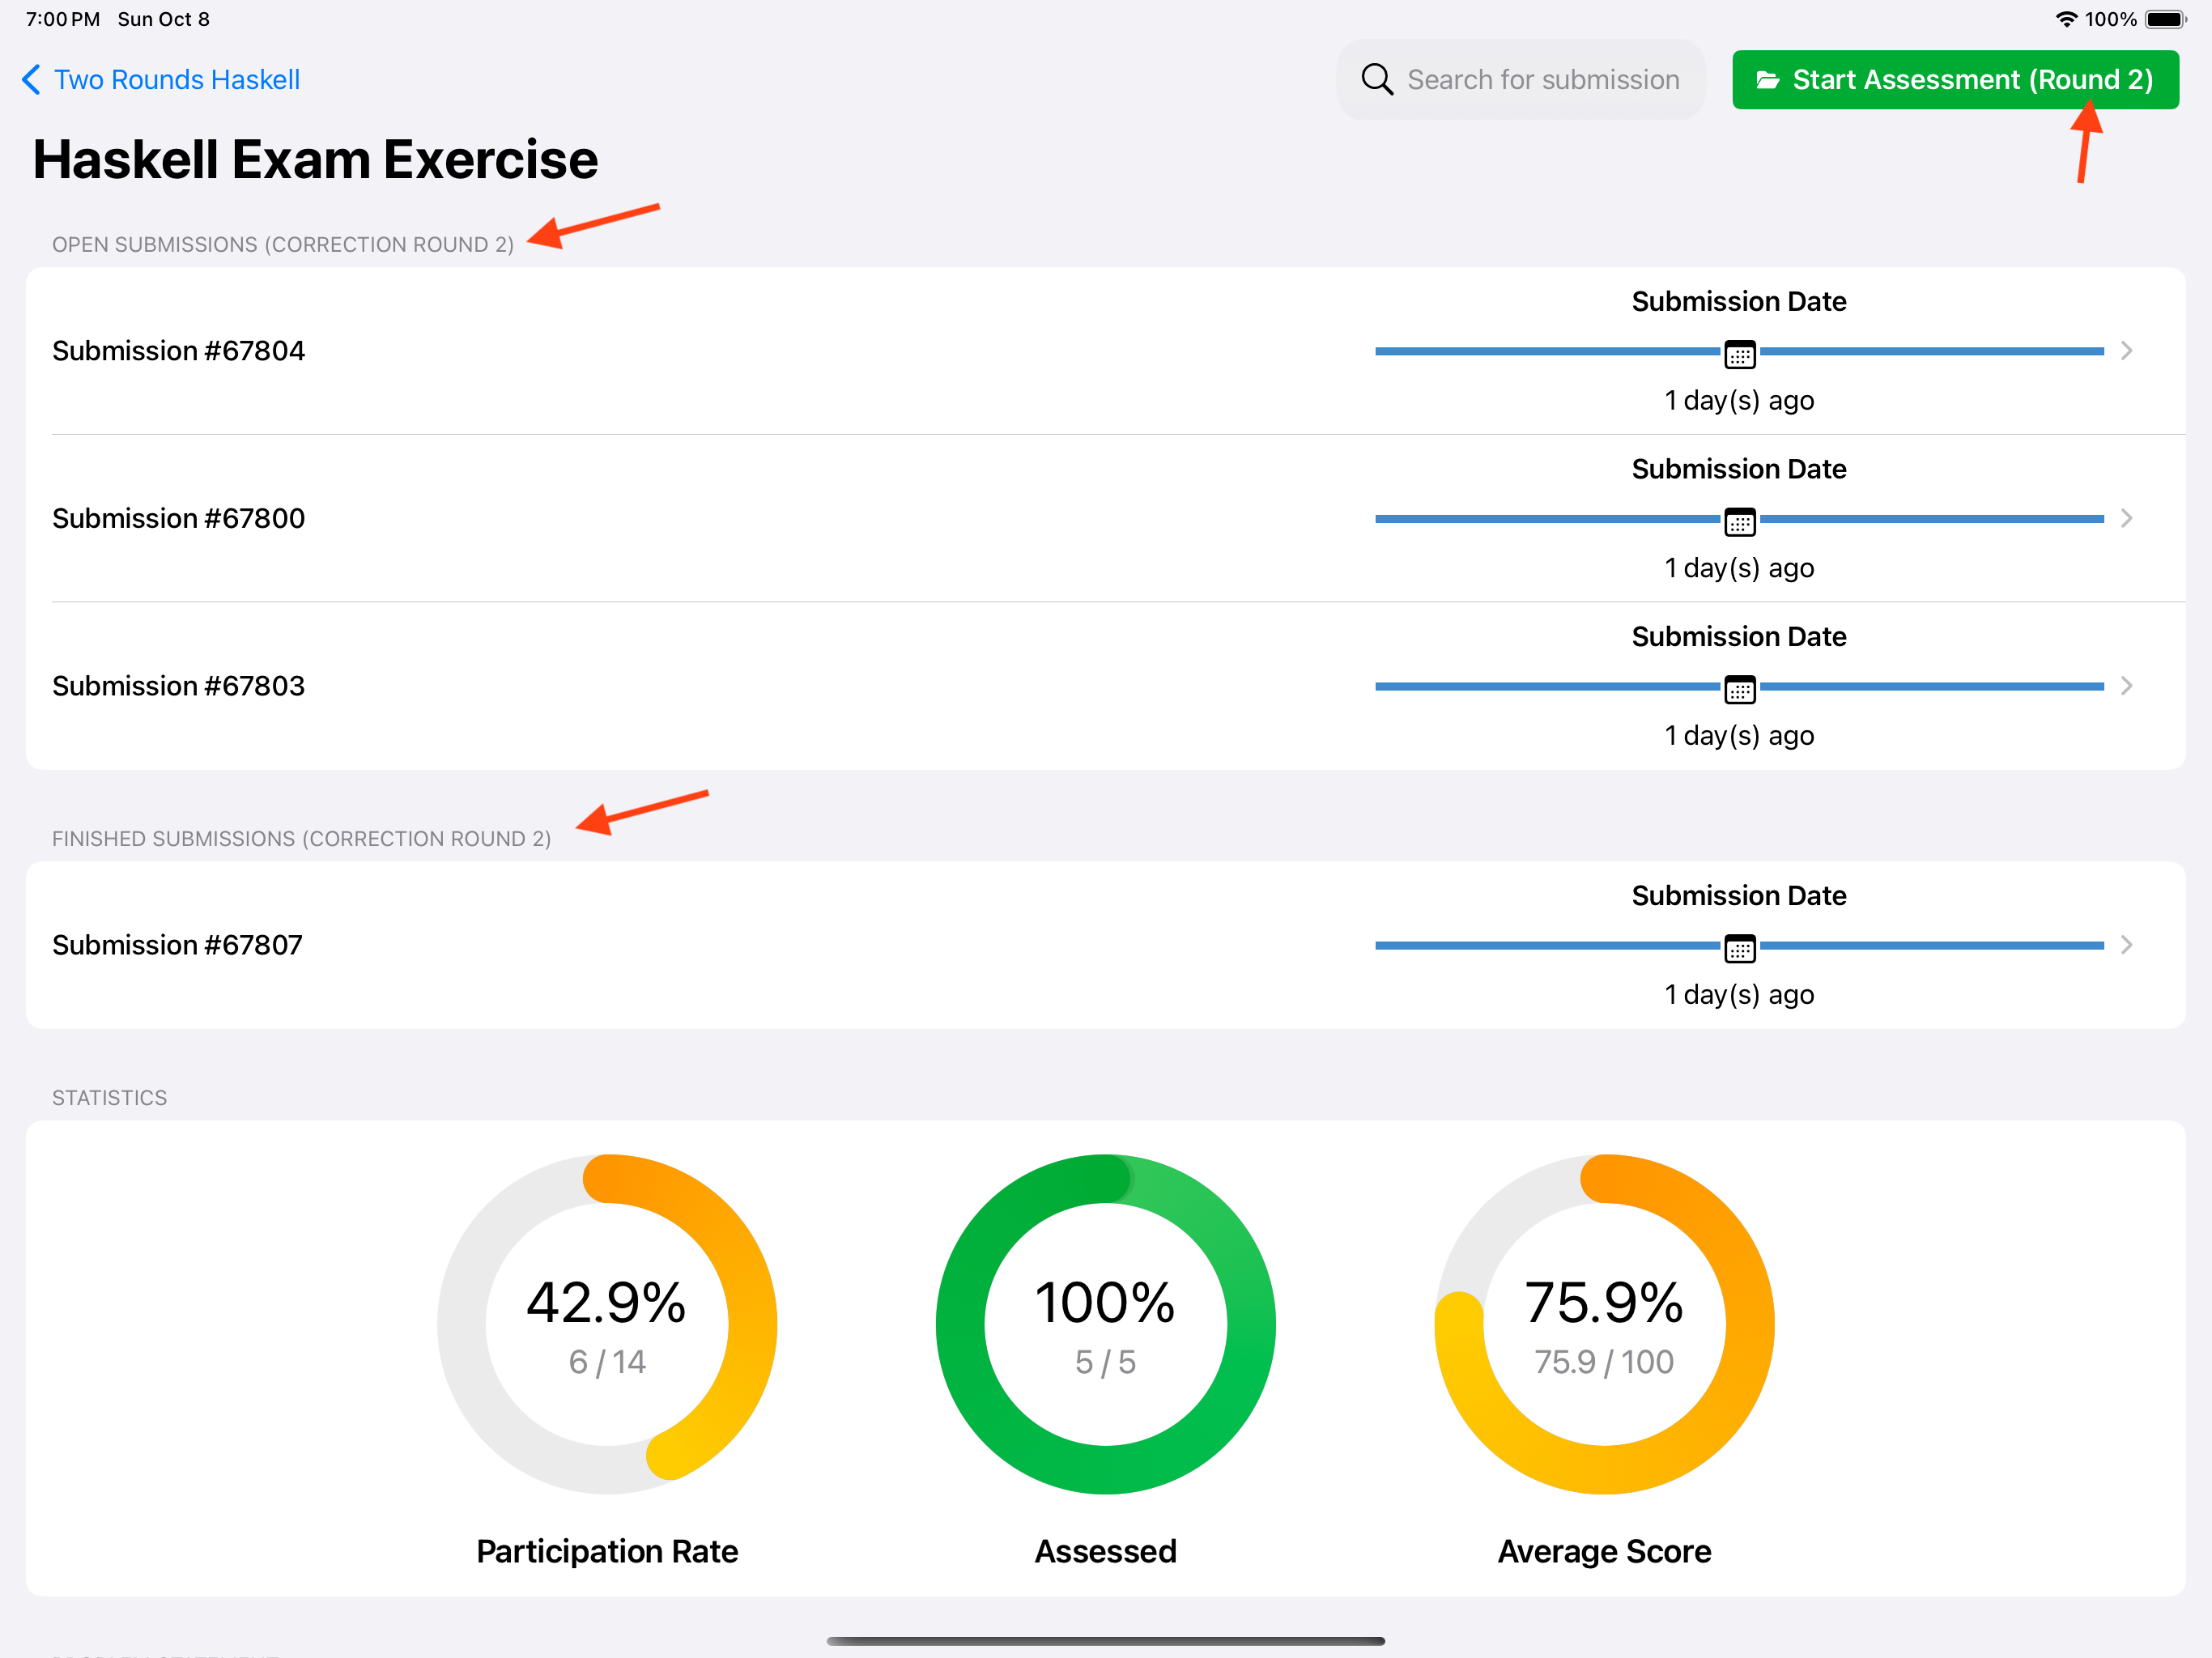 7:00 PM Sun Oct 8
100%
Two Rounds Haskell
Search for submission
Start Assessment (Round 2)
Haskell Exam Exercise
OPEN SUBMISSIONS (CORRECTION ROUND 2)
Submission Date
Submission #67804
1 day(s) ago
Submission Date
Submission #67800
1 day(s) ago
Submission Date
Submission #67803
1 day(s) ago
FINISHED SUBMISSIONS (CORRECTION ROUND 2)
Submission Date
Submission #67807
1 day(s) ago
STATISTICS
42.9%
6 / 14
Participation Rate
100%
5 / 5
Assessed
75.9%
75.9 / 100
Average Score